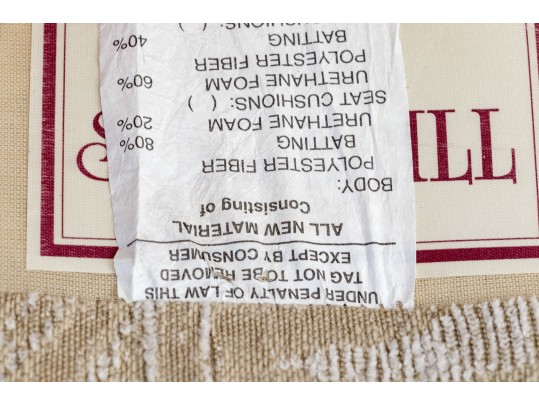 UNDER PENALTY OF LAW THIS
TAG NOT TO BE REMOVED
EXCEPT BY CONSUMER
ALL NEW MATERIAL
Consisting of
BODY:
POLYESTER FIBER
BATTING 80%
URETHANE FOAM 20%
SEAT CUSHIONS: ( )
URETHANE FOAM 60%
POLYESTER FIBER
BATTING 40%
CUSHIONS: ( )